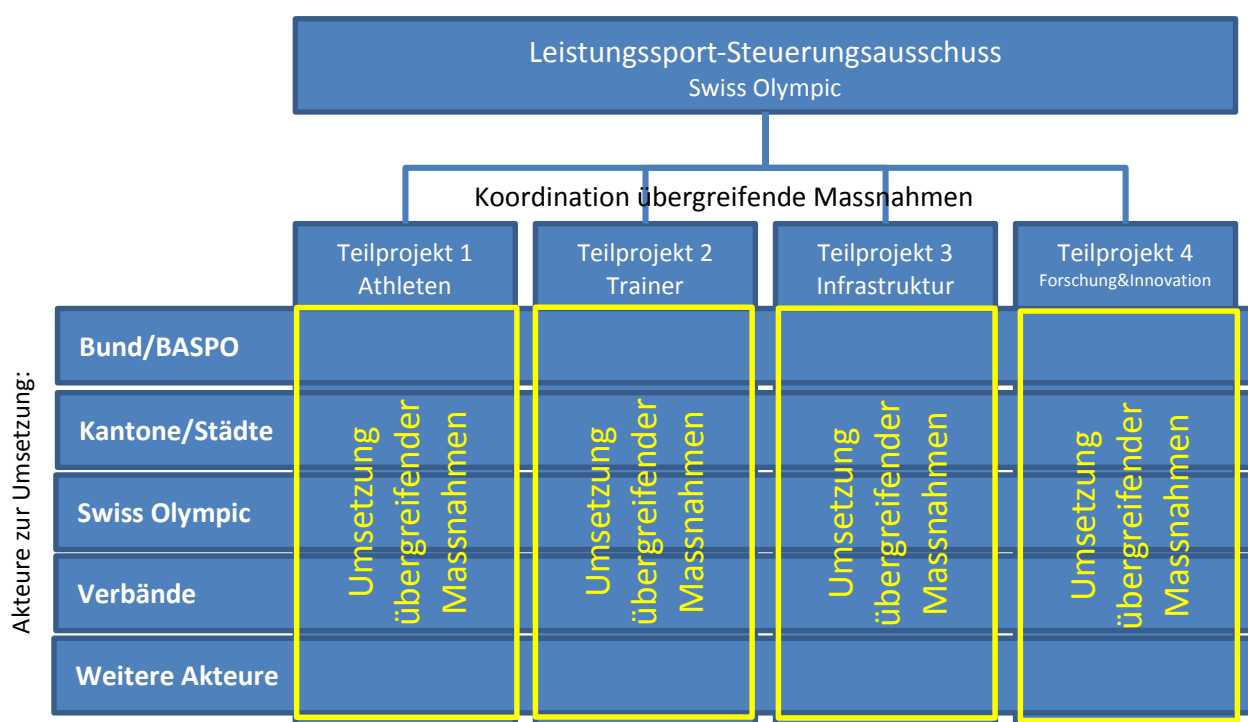 Leistungssport-Steuerungsausschuss
Swiss Olympic
Koordination übergreifende Massnahmen
Teilprojekt 1
Athleten
Teilprojekt 2
Trainer
Teilprojekt 3
Infrastruktur
Teilprojekt 4
Forschung&Innovation
Akteure zur Umsetzung:
Bund/BASPO
Kantone/Städte
Swiss Olympic
Verbände
Weitere Akteure
Umsetzung
übergreifender
Massnahmen
Umsetzung
übergreifender
Massnahmen
Umsetzung
übergreifender
Massnahmen
Umsetzung
übergreifender
Massnahmen